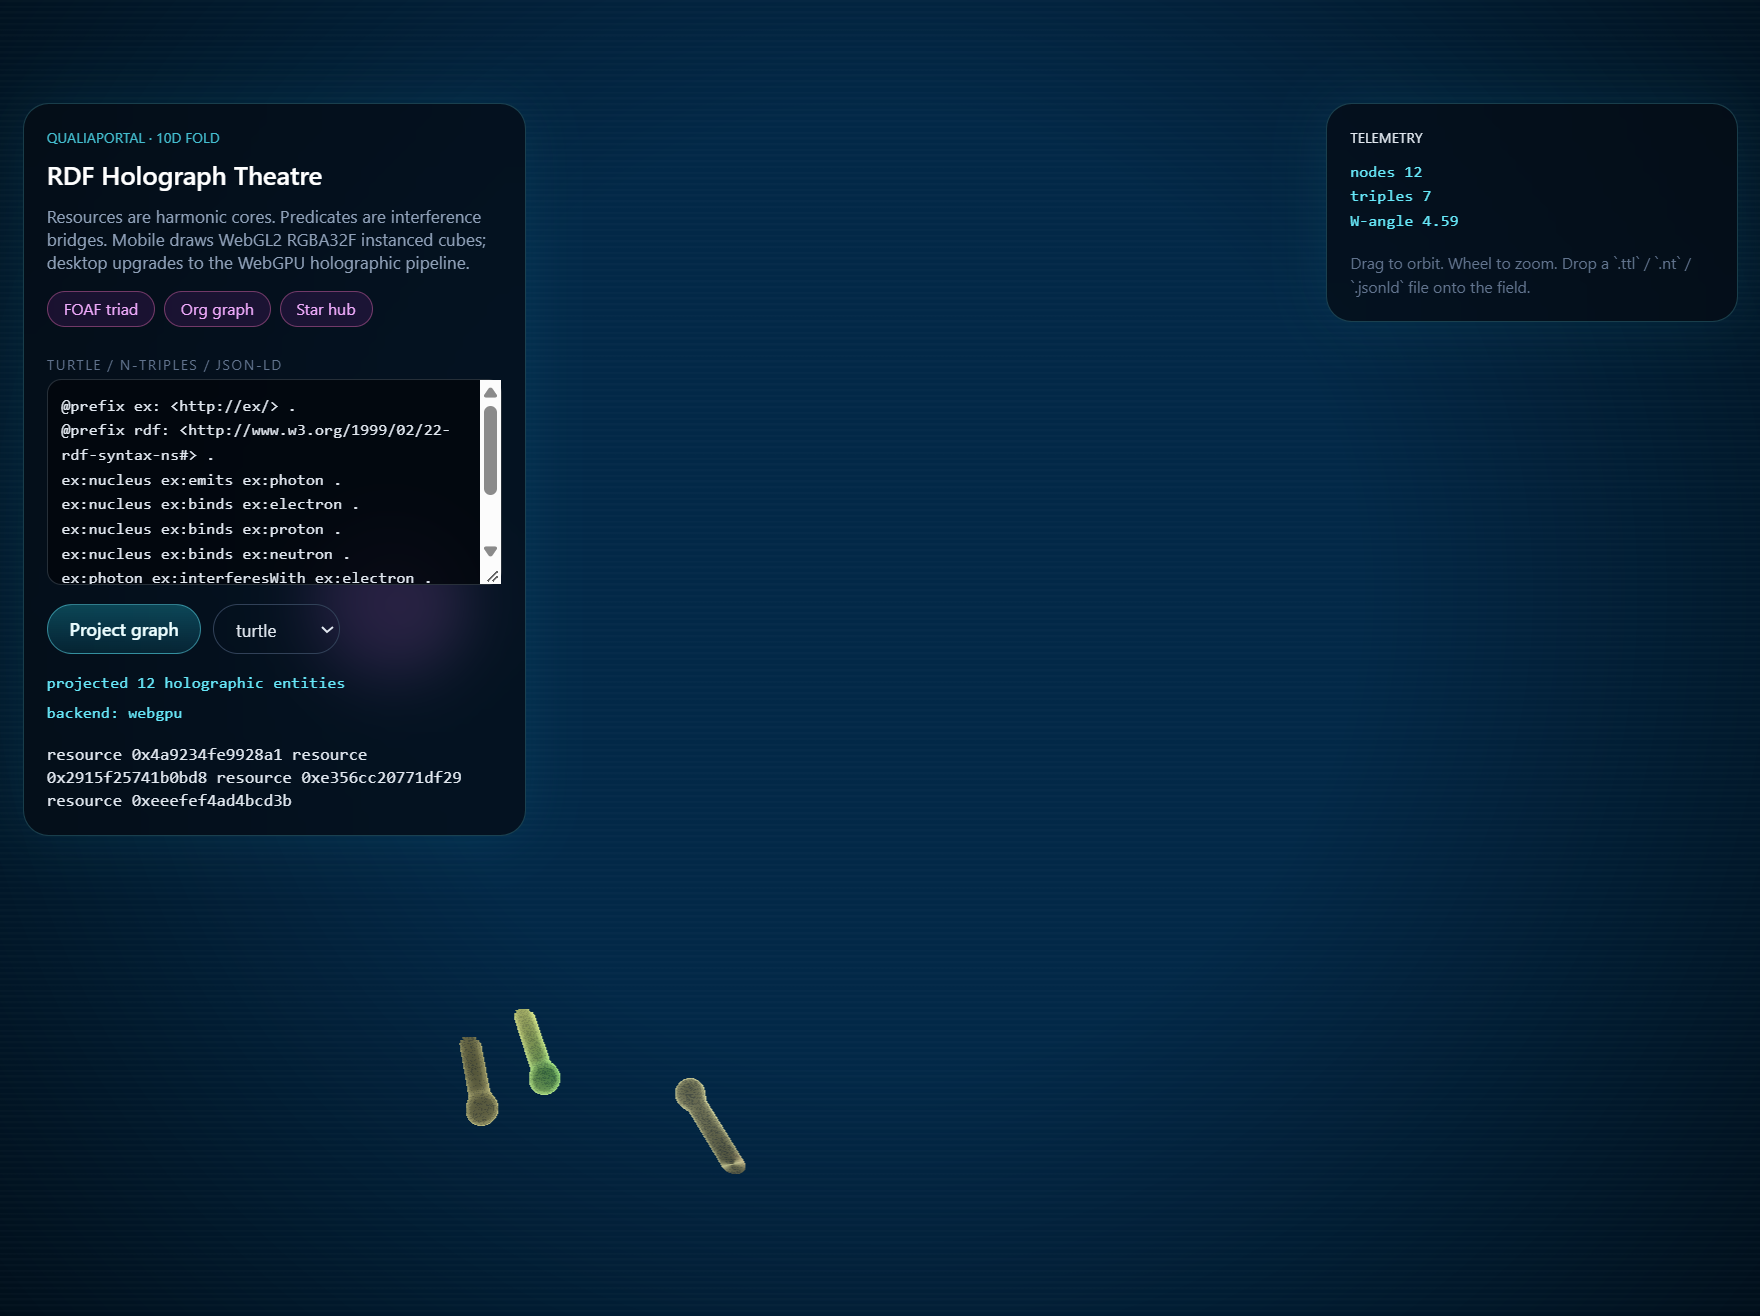 QUALIAPORTAL · 10D FOLD
RDF Holograph Theatre
Resources are harmonic cores. Predicates are interference
bridges. Mobile draws WebGL2 RGBA32F instanced cubes;
desktop upgrades to the WebGPU holographic pipeline.
FOAF triad
Org graph
Star hub
TURTLE / N-TRIPLES / JSON-LD
@prefix ex: <http://ex/> .
@prefix rdf: <http://www.w3.org/1999/02/22-
rdf-syntax-ns#> .
ex:nucleus ex:emits ex:photon .
ex:nucleus ex:binds ex:electron .
ex:nucleus ex:binds ex:proton .
ex:nucleus ex:binds ex:neutron .
ex:photon ex:interferesWith ex:electron .
Project graph
turtle
projected 12 holographic entities
backend: webgpu
resource 0x4a9234fe9928a1 resource
0x2915f25741b0bd8 resource 0xe356cc20771df29
resource 0xeeefef4ad4bcd3b
TELEMETRY
nodes 12
triples 7
W-angle 4.59
Drag to orbit. Wheel to zoom. Drop a `.ttl` / `.nt` /
`.jsonld` file onto the field.